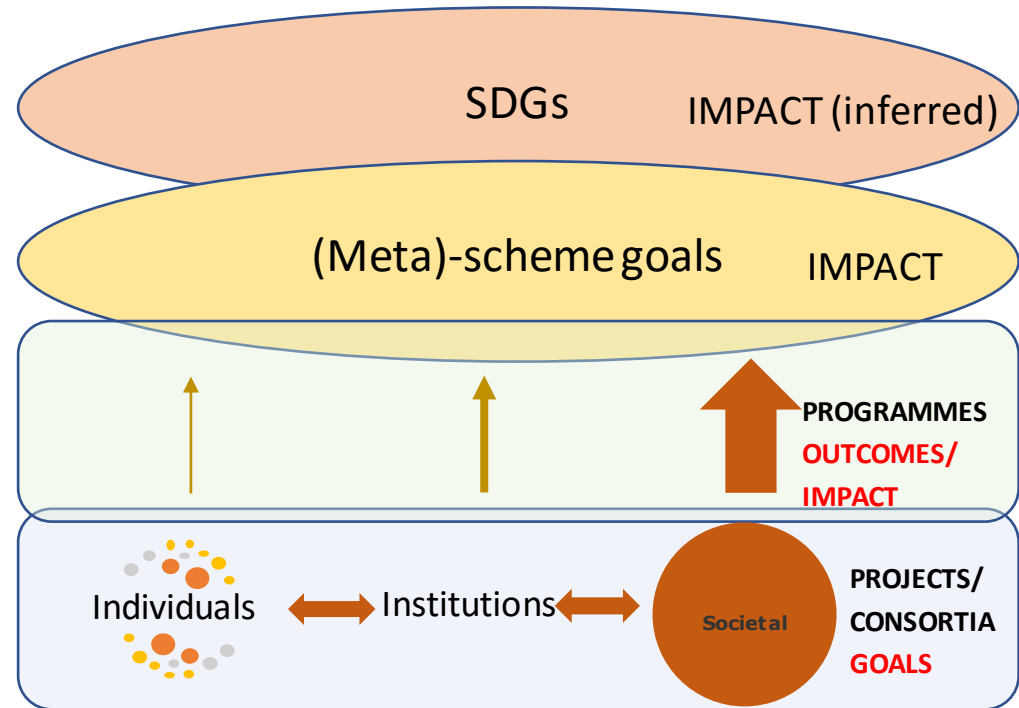 SDGs
IMPACT (inferred)
(Meta)-scheme goals
IMPACT
PROGRAMMES
OUTCOMES/
IMPACT
Individuals
Institutions
Societal
PROJECTS/
CONSORTIA
GOALS